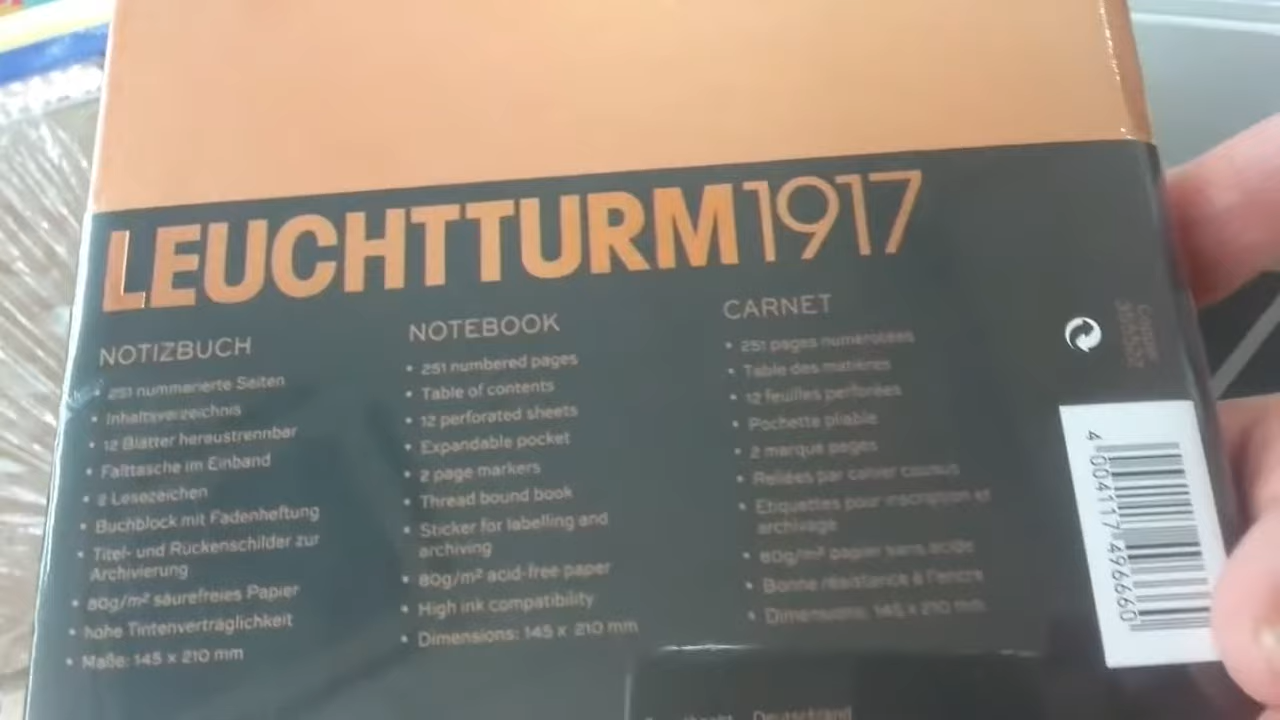 LEUCHTTURM1917
NOTIZBUCH
• 251 nummerierte Seiten
• Inhaltsverzeichnis
• 12 Blätter heraustrennbar
• Falttasche im Einband
• 2 Lesezeichen
• Buchblock mit Fadenheftung
• Titel- und Rückenschilder zur
Archivierung
• 80g/m² säurefreies Papier
• hohe Tintenverträglichkeit
• Maße: 145 x 210 mm
NOTEBOOK
• 251 numbered pages
• Table of contents
• 12 perforated sheets
• Expandable pocket
• 2 page markers
• Thread bound book
• Sticker for labelling and
archiving
• 80g/m² acid-free paper
• High ink compatibility
• Dimensions: 145 x 210 mm
CARNET
• 251 pages numérotées
• Table des matières
• 12 feuilles perforées
• Pochette pliable
• 2 marque pages
• Reliées par cahier cousus
• Etiquettes pour inscription et
archivage
• 80g/m² papier sans acide
• Bonne résistance à l'encre
• Dimensions: 145 x 210 mm
4 004117 496660
Deutschland